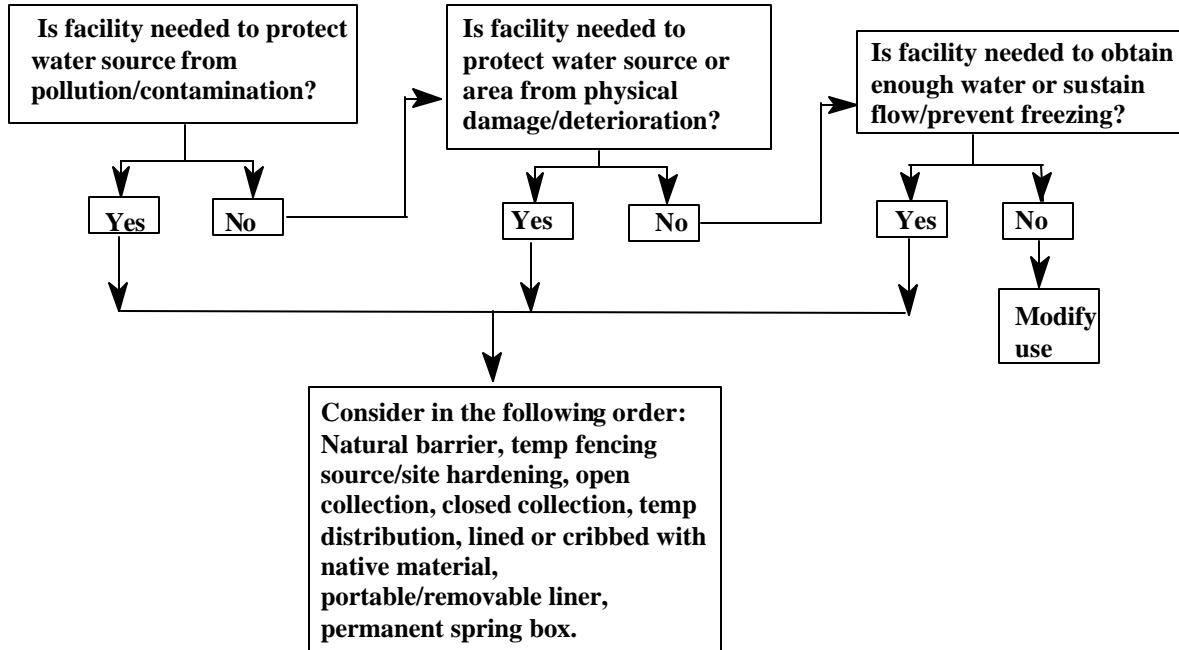 Is facility needed to protect
water source from
pollution/contamination?
Yes
No
Is facility needed to
protect water source or
area from physical
damage/deterioration?
Yes
No
Is facility needed to obtain
enough water or sustain
flow/prevent freezing?
Yes
No
Modify
use
Consider in the following order:
Natural barrier, temp fencing
source/site hardening, open
collection, closed collection, temp
distribution, lined or cribbed with
native material,
portable/removable liner,
permanent spring box.